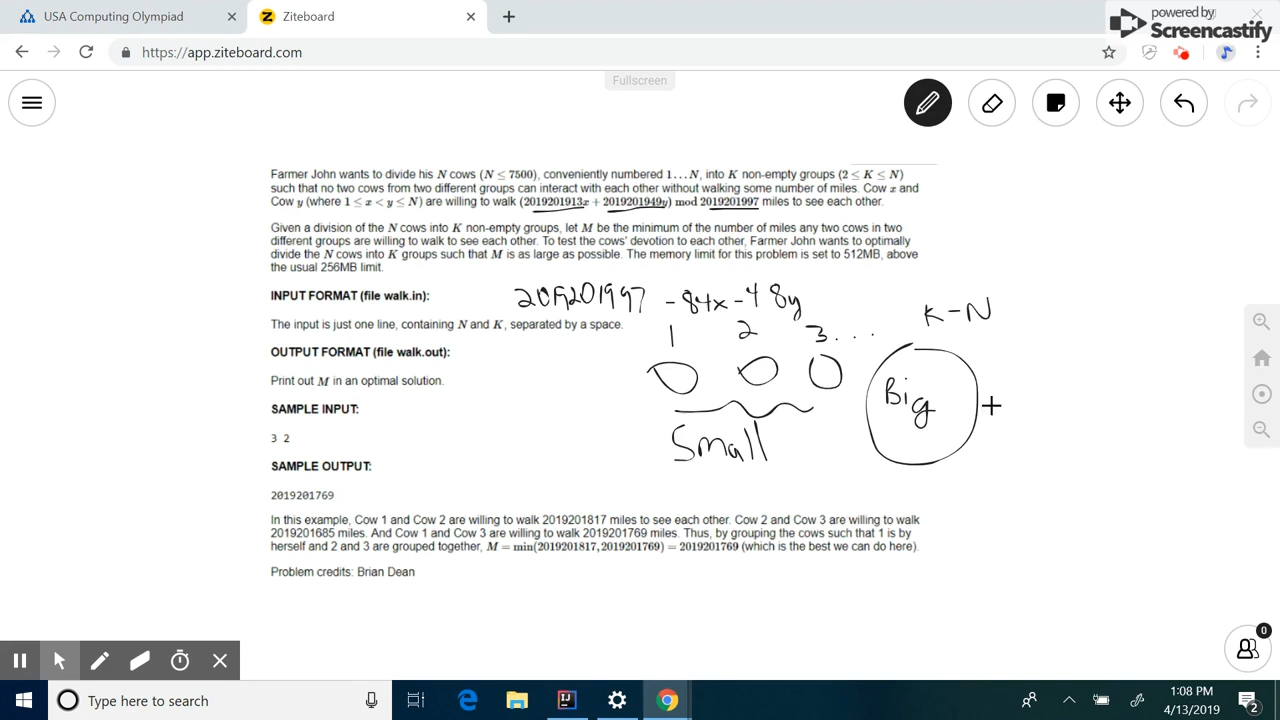 USA Computing Olympiad
Ziteboard
powered by
Screencastify
https://app.ziteboard.com
Fullscreen
Farmer John wants to divide his N cows (N ≤ 7500), conveniently numbered 1…N, into K non-empty groups (2 ≤ K ≤ N)
such that no two cows from two different groups can interact with each other without walking some number of miles. Cow x and
Cow y (where 1 ≤ x < y ≤ N) are willing to walk (2019201913x + 2019201949y) mod 2019201997 miles to see each other.
Given a division of the N cows into K non-empty groups, let M be the minimum of the number of miles any two cows in two
different groups are willing to walk to see each other. To test the cows' devotion to each other, Farmer John wants to optimally
divide the N cows into K groups such that M is as large as possible. The memory limit for this problem is set to 512MB, above
the usual 256MB limit.
INPUT FORMAT (file walk.in):
2019201997 -84x-48y
The input is just one line, containing N and K, separated by a space.
1 2 3... K-N
OUTPUT FORMAT (file walk.out):
Print out M in an optimal solution.
Big +
SAMPLE INPUT:
3 2
Small
SAMPLE OUTPUT:
2019201769
In this example, Cow 1 and Cow 2 are willing to walk 2019201817 miles to see each other. Cow 2 and Cow 3 are willing to walk
2019201685 miles. And Cow 1 and Cow 3 are willing to walk 2019201769 miles. Thus, by grouping the cows such that 1 is by
herself and 2 and 3 are grouped together, M = min(2019201817, 2019201769) = 2019201769 (which is the best we can do here).
Problem credits: Brian Dean
0
Type here to search
1:08 PM
4/13/2019
2